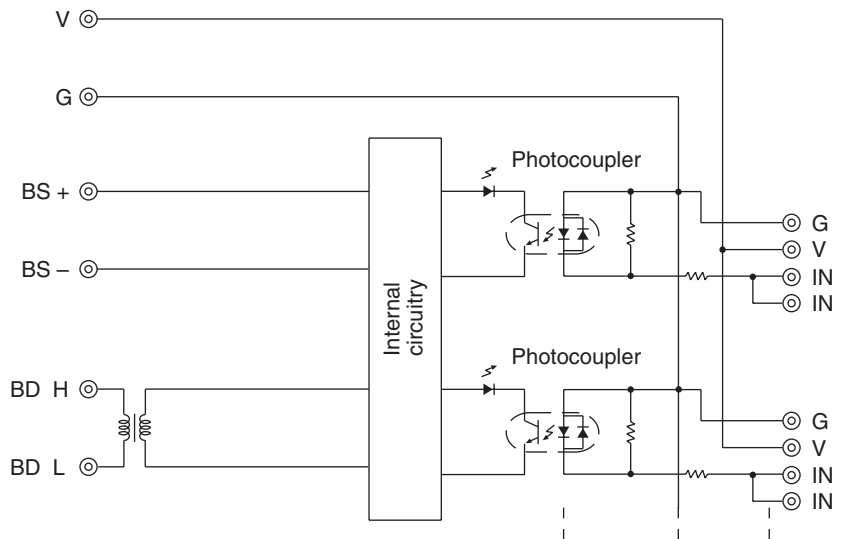 V
G
Photocoupler
BS +
G
V
BS –
IN
IN
Internal
circuitry
Photocoupler
BD H
G
V
BD L
IN
IN